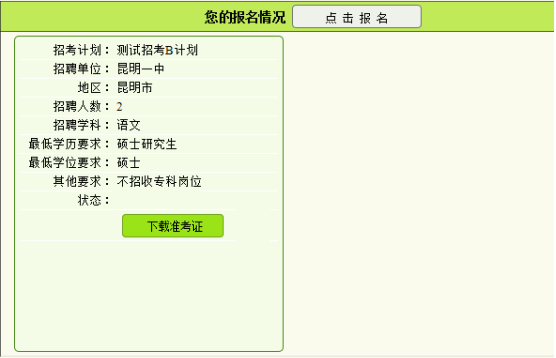 您的报名情况 点 击 报 名
招考计划： 测试招考B计划
招聘单位： 昆明一中
地区： 昆明市
招聘人数： 2
招聘学科： 语文
最低学历要求： 硕士研究生
最低学位要求： 硕士
其他要求： 不招收专科岗位
状态：
下载准考证